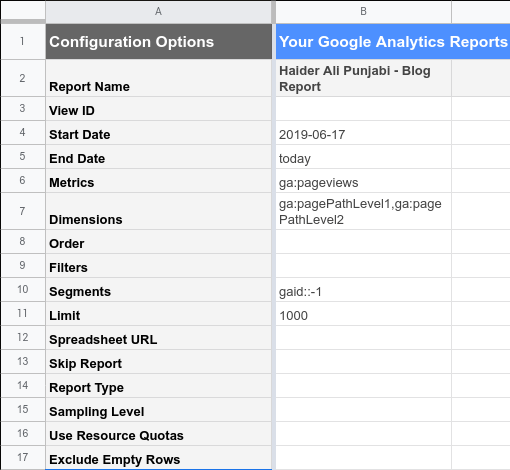 A B
1 Configuration Options Your Google Analytics Reports
2 Report Name Haider Ali Punjabi - Blog
Report
3 View ID
4 Start Date 2019-06-17
5 End Date today
6 Metrics ga:pageviews
7 Dimensions ga:pagePathLevel1,ga:page
PathLevel2
8 Order
9 Filters
10 Segments gaid::-1
11 Limit 1000
12 Spreadsheet URL
13 Skip Report
14 Report Type
15 Sampling Level
16 Use Resource Quotas
17 Exclude Empty Rows